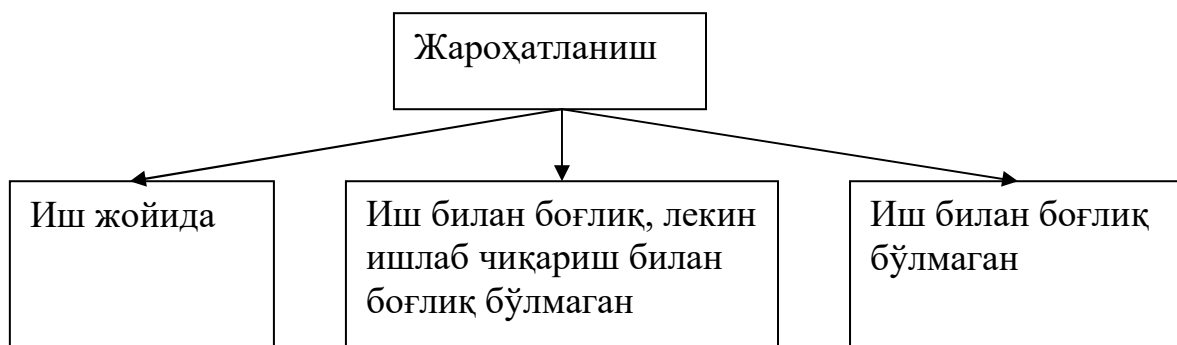 Жароҳатланиш
Иш жойида
Иш билан боғлиқ, лекин
ишлаб чиқариш билан
боғлиқ бўлмаган
Иш билан боғлиқ
бўлмаган